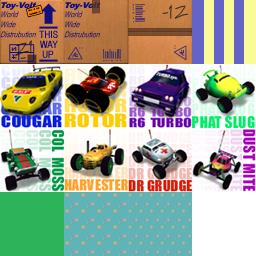 Toy-Volt
World
Wide
Distrubution
THIS
WAY
UP
Toy-Volt
World
Wide
Distrubution
-12
COUGAR
ROTOR
R6 TURBO
PHAT SLUG
COL MOSS
HARVESTER
DR GRUDGE
DUST MITE